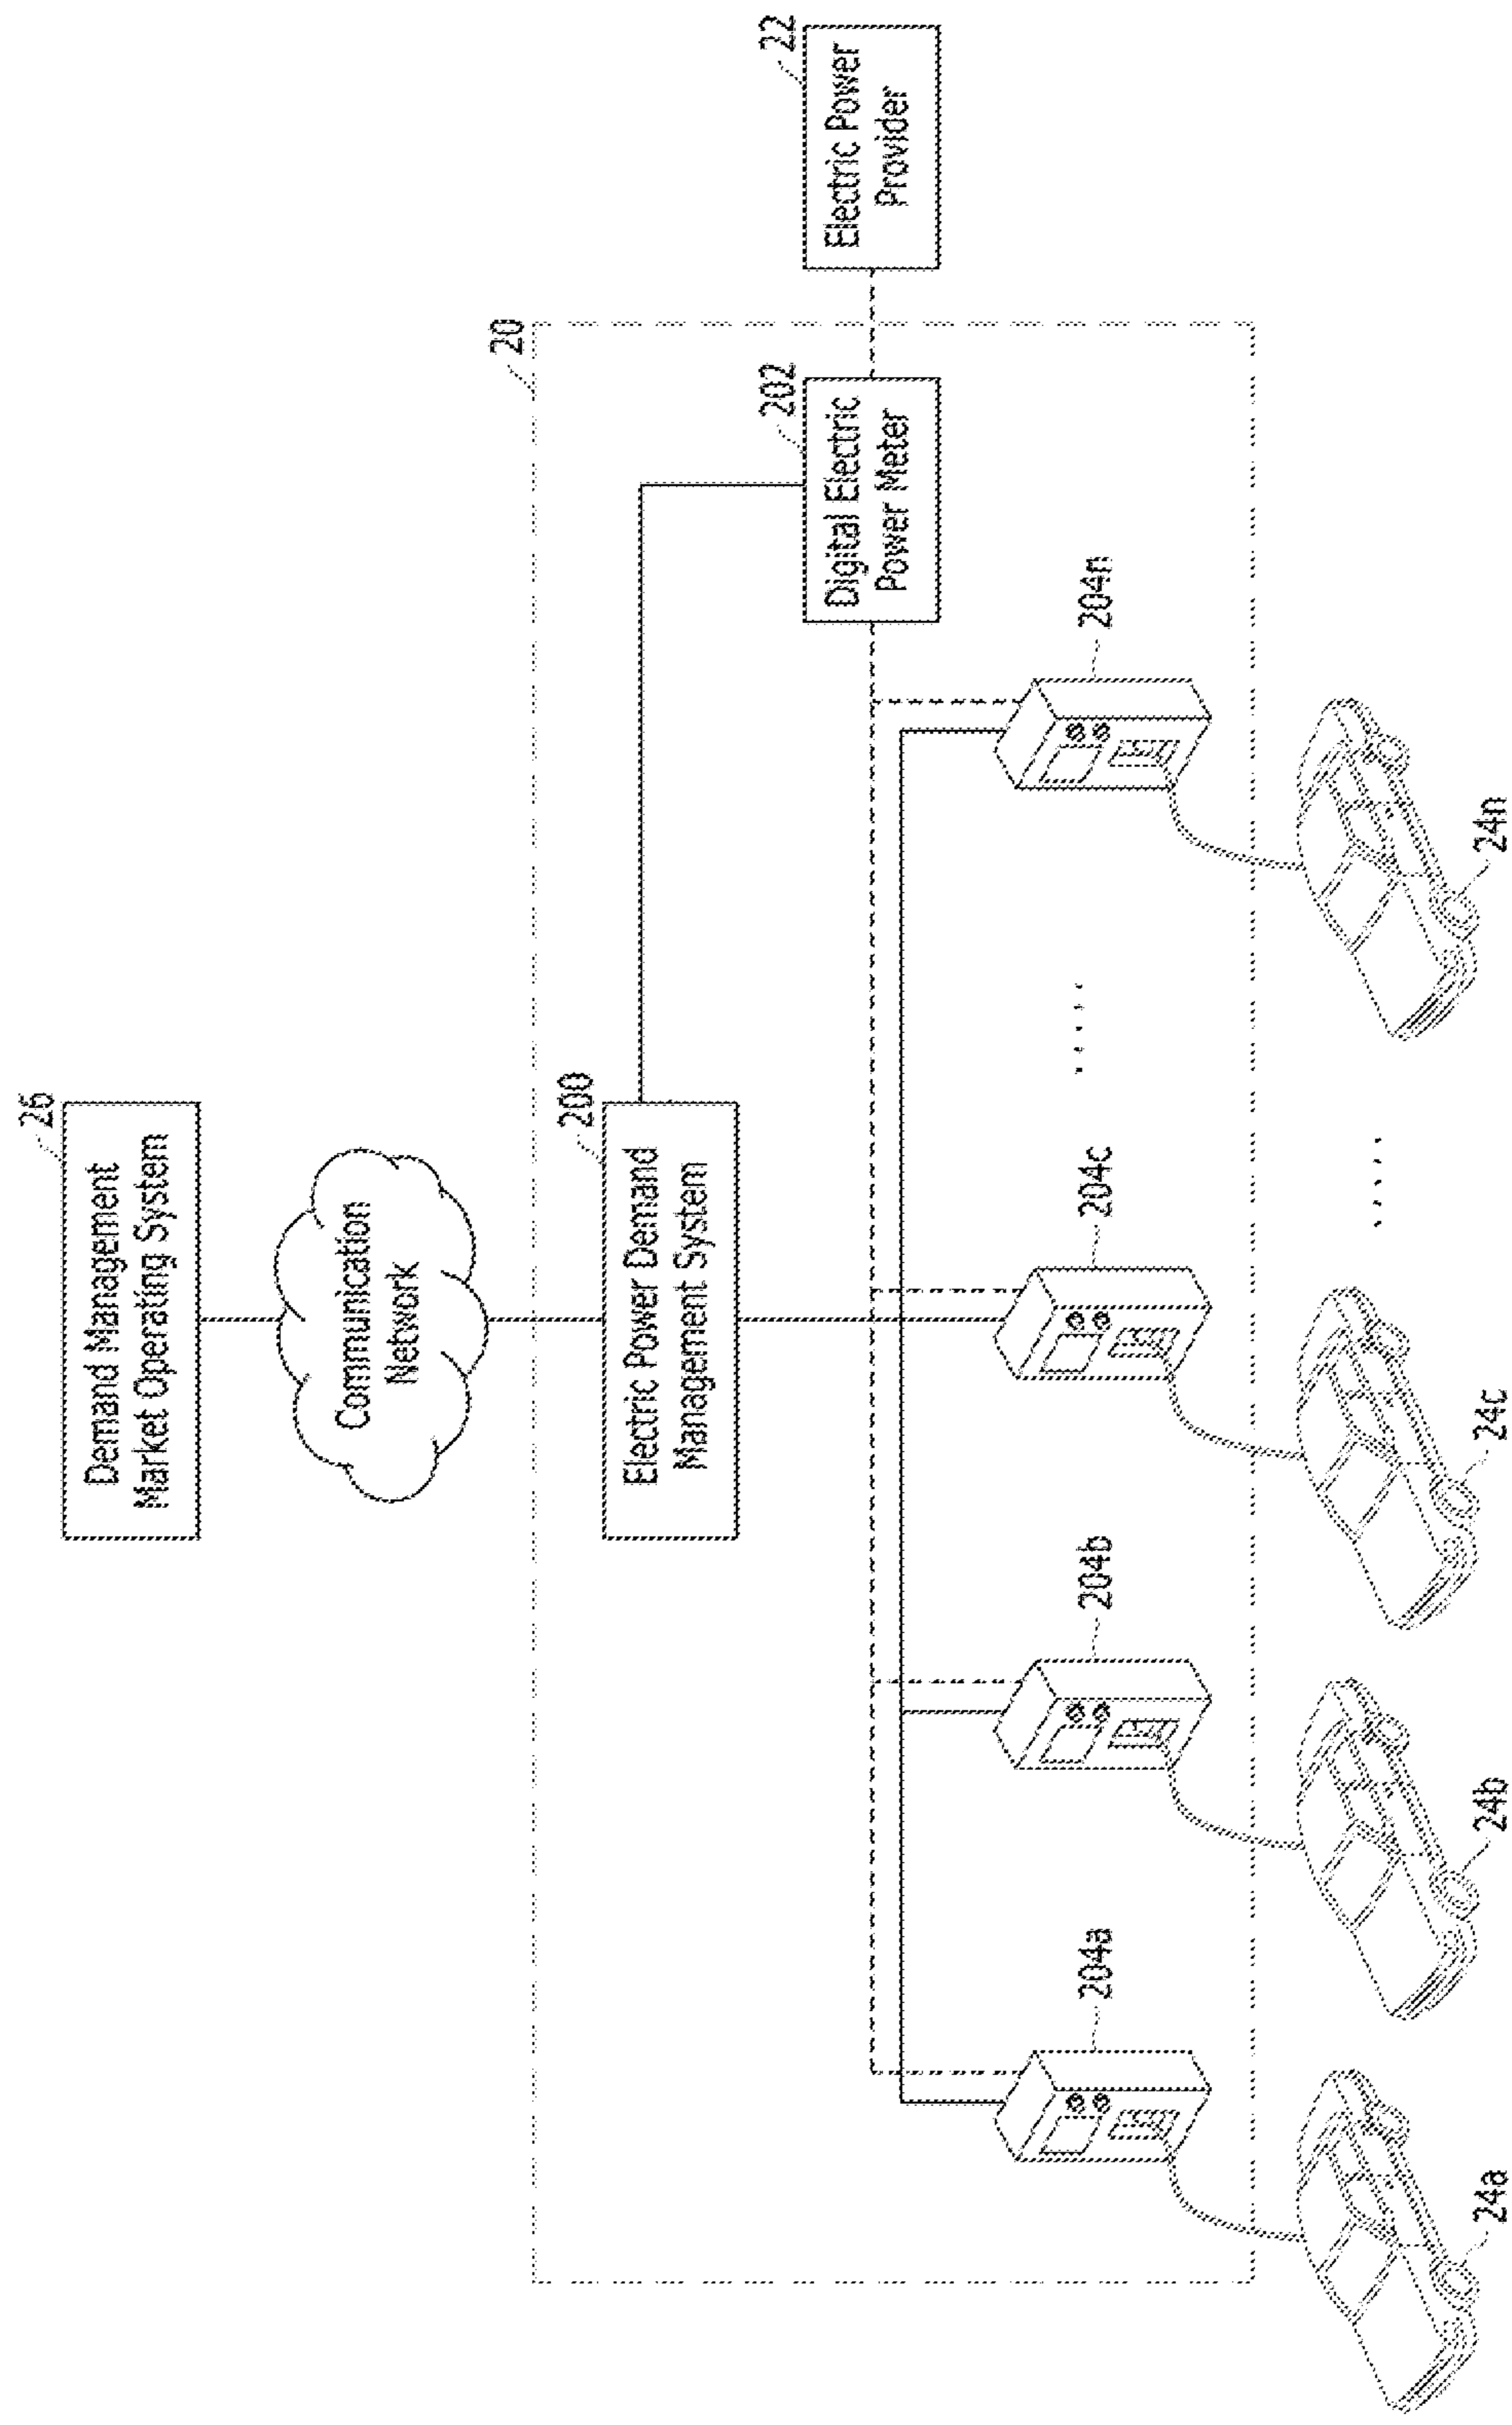 26
Demand Management
Market Operating System
Communication
Network
20
200
Electric Power Demand
Management System
202
Digital Electric
Power Meter
22
Electric Power
Provider
204a
204b
204c
.....
204n
24a
24b
24c
.....
24n